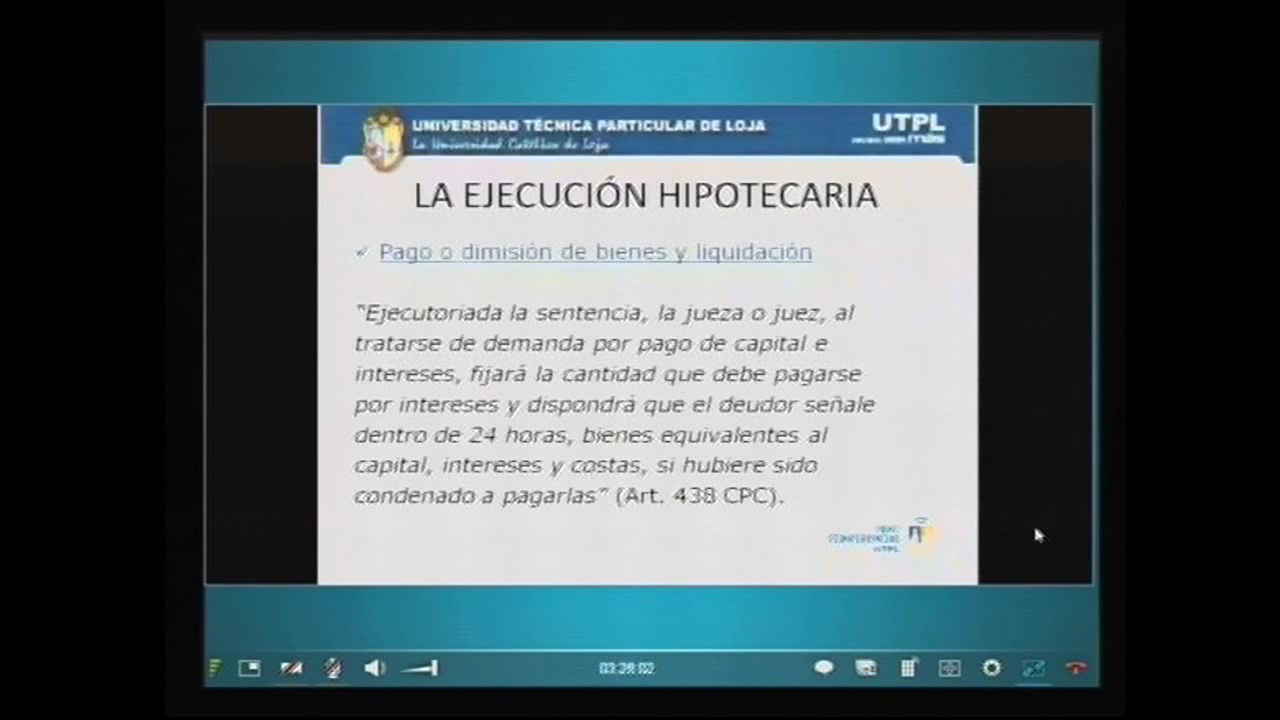 UNIVERSIDAD TÉCNICA PARTICULAR DE LOJA
La Universidad Católica de Loja
UTPL
LA EJECUCIÓN HIPOTECARIA
✓ Pago o dimisión de bienes y liquidación
“Ejecutoriada la sentencia, la jueza o juez, al
tratarse de demanda por pago de capital e
intereses, fijará la cantidad que debe pagarse
por intereses y dispondrá que el deudor señale
dentro de 24 horas, bienes equivalentes al
capital, intereses y costas, si hubiere sido
condenado a pagarlas” (Art. 438 CPC).